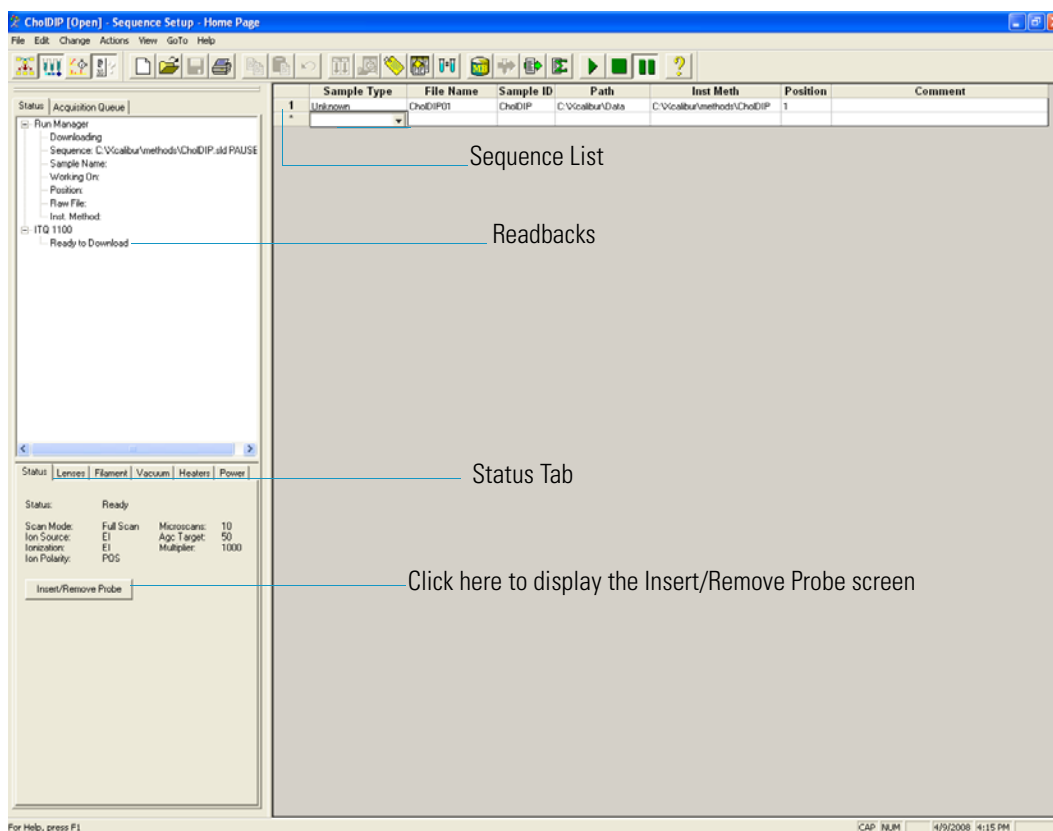 CholDIP [Open] - Sequence Setup - Home Page
File Edit Change Actions View GoTo Help
Status Acquisition Queue
Run Manager
Downloading
Sequence: C:\Xcalibur\methods\CholDIP.sld PAUSE
Sample Name:
Working On:
Position:
Raw File:
Inst. Method:
ITQ 1100
Ready to Download
Sample Type File Name Sample ID Path Inst Meth Position Comment
1 Unknown CholDIP01 CholDIP C:\Xcalibur\Data C:\Xcalibur\methods\CholDIP 1
*
Sequence List
Readbacks
Status Tab
Click here to display the Insert/Remove Probe screen
Status Lenses Filament Vacuum Heaters Power
Status: Ready
Scan Mode: Full Scan Microscans: 10
Ion Source: EI Agc Target: 50
Ionization: EI Multiplier: 1000
Ion Polarity: POS
Insert/Remove Probe
For Help, press F1
CAP NUM 4/9/2008 4:15 PM